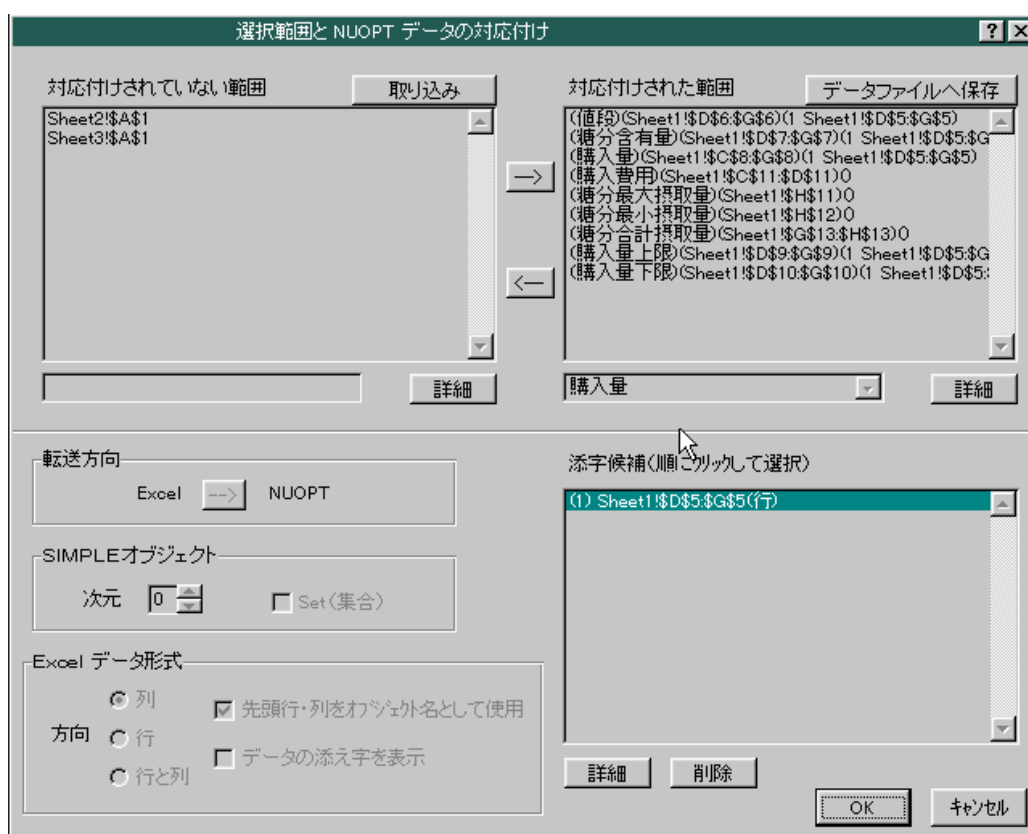 選択範囲と NUOPT データの対応付け
対応付けされていない範囲
取り込み
Sheet2!$A$1
Sheet3!$A$1
詳細
-->
<--
対応付けされた範囲
データファイルへ保存
(値段)(Sheet1!$D$6:$G$6)(1 Sheet1!$D$5:$G$5)
(糖分含有量)(Sheet1!$D$7:$G$7)(1 Sheet1!$D$5:$G
(購入量)(Sheet1!$C$8:$G$8)(1 Sheet1!$D$5:$G$5)
(購入費用)(Sheet1!$C$11:$D$11)()
(糖分最大摂取量)(Sheet1!$H$11)()
(糖分最小摂取量)(Sheet1!$H$12)()
(糖分合計摂取量)(Sheet1!$G$13:$H$13)()
(購入量上限)(Sheet1!$D$9:$G$9)(1 Sheet1!$D$5:$G
(購入量下限)(Sheet1!$D$10:$G$10)(1 Sheet1!$D$5:
購入量
詳細
転送方向
Excel --> NUOPT
SIMPLEオブジェクト
次元 0 Set(集合)
Excel データ形式
方向
列
行
行と列
先頭行・列をオブジェクト名として使用
データの添え字を表示
添字候補(順にクリックして選択)
(1) Sheet1!$D$5:$G$5(行)
詳細
削除
OK
キャンセル